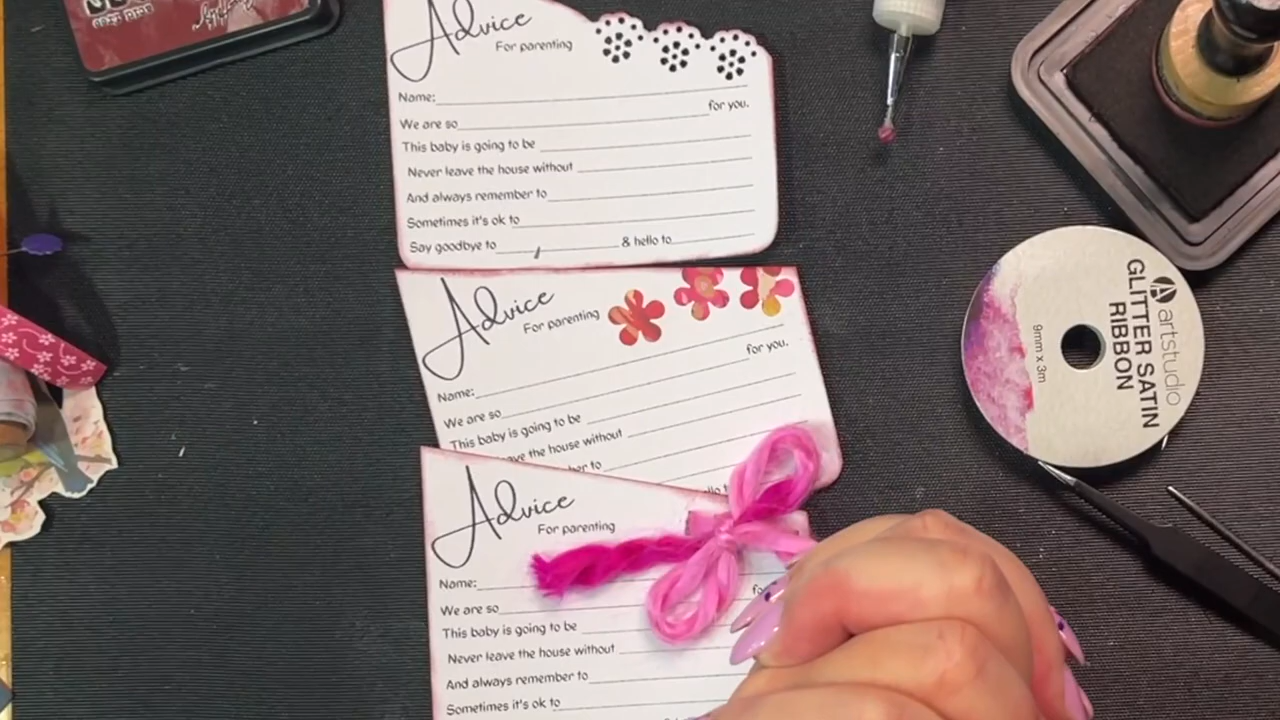 Advice
For parenting
Name:
for you.
We are so
This baby is going to be
Never leave the house without
And always remember to
Sometimes it's ok to
Say goodbye to & hello to
Advice
For parenting
Name:
for you.
We are so
This baby is going to be
the house without
to
Advice
For parenting
Name:
We are so
This baby is going to be
Never leave the house without
And always remember to
Sometimes it's ok to
artstudio
GLITTER SATIN
RIBBON
9mm x 3m